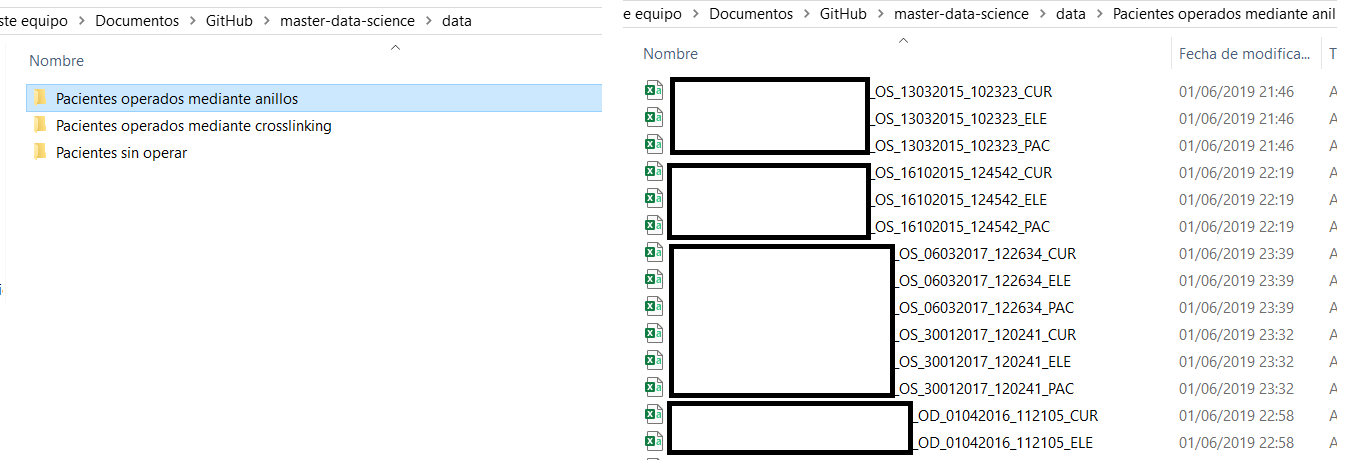 ste equipo > Documentos > GitHub > master-data-science > data
Nombre
Pacientes operados mediante anillos
Pacientes operados mediante crosslinking
Pacientes sin operar
e equipo > Documentos > GitHub > master-data-science > data > Pacientes operados mediante anil
Nombre Fecha de modifica... T
_OS_13032015_102323_CUR 01/06/2019 21:46 A
_OS_13032015_102323_ELE 01/06/2019 21:46 A
_OS_13032015_102323_PAC 01/06/2019 21:46 A
_OS_16102015_124542_CUR 01/06/2019 22:19 A
_OS_16102015_124542_ELE 01/06/2019 22:19 A
_OS_16102015_124542_PAC 01/06/2019 22:19 A
_OS_06032017_122634_CUR 01/06/2019 23:39 A
_OS_06032017_122634_ELE 01/06/2019 23:39 A
_OS_06032017_122634_PAC 01/06/2019 23:39 A
_OS_30012017_120241_CUR 01/06/2019 23:32 A
_OS_30012017_120241_ELE 01/06/2019 23:32 A
_OS_30012017_120241_PAC 01/06/2019 23:32 A
_OD_01042016_112105_CUR 01/06/2019 22:58 A
_OD_01042016_112105_ELE 01/06/2019 22:58 A